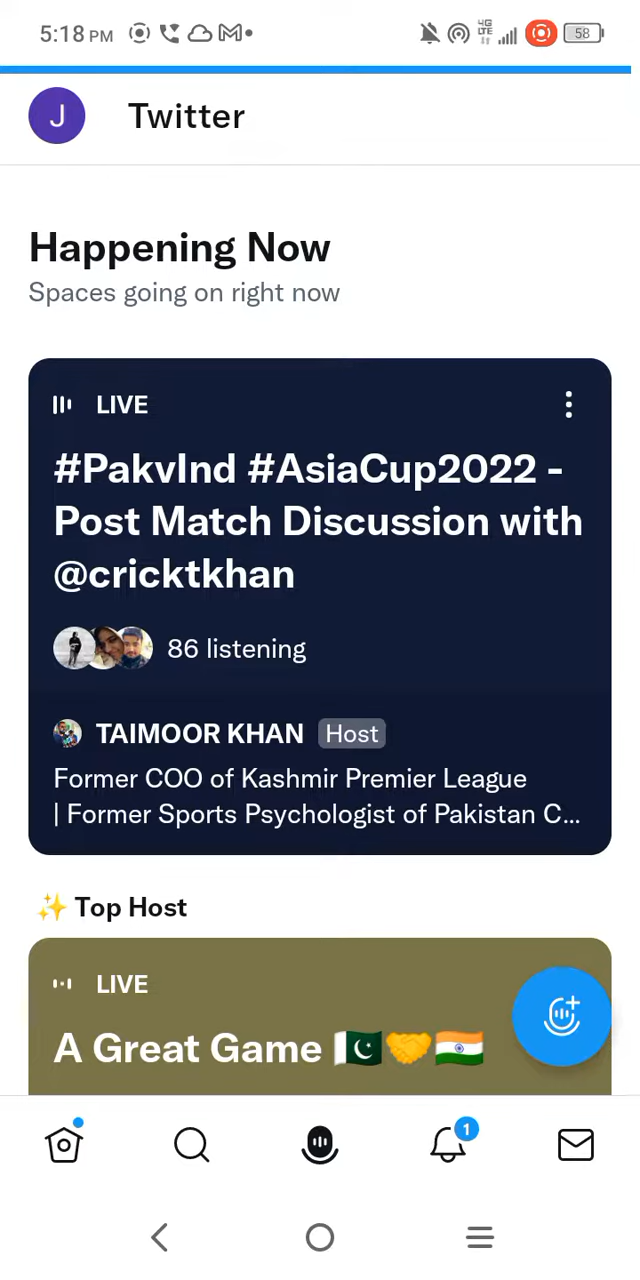 5:18 PM
4G
LTE
58
J
Twitter
Happening Now
Spaces going on right now
LIVE
#PakvInd #AsiaCup2022 -
Post Match Discussion with
@cricktkhan
86 listening
TAIMOOR KHAN Host
Former COO of Kashmir Premier League
| Former Sports Psychologist of Pakistan C...
✨ Top Host
LIVE
A Great Game 🇵🇰🤝🇮🇳
1